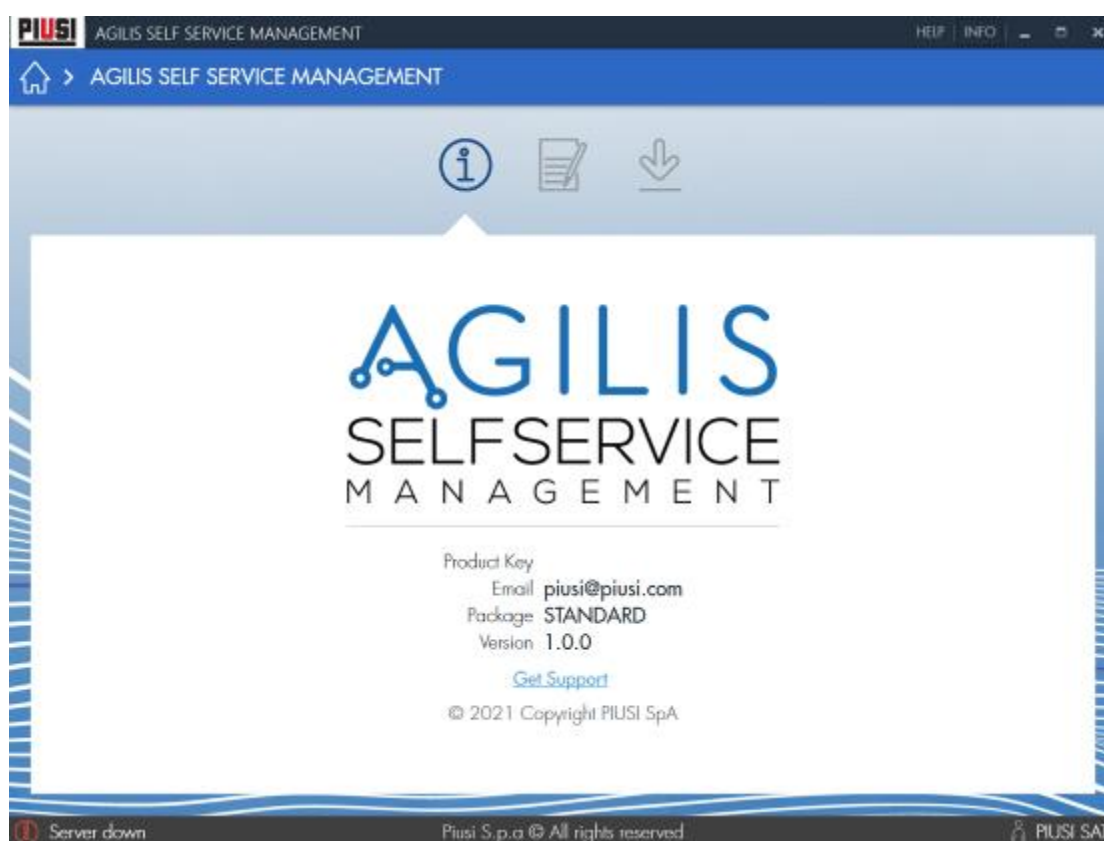 PIUSI AGILIS SELF SERVICE MANAGEMENT HELP INFO
AGILIS SELF SERVICE MANAGEMENT
AGILIS
SELFSERVICE
MANAGEMENT
Product Key
Email piusi@piusi.com
Package STANDARD
Version 1.0.0
Get Support
© 2021 Copyright PIUSI SpA
Server down Piusi S.p.a © All rights reserved PIUSI SAT